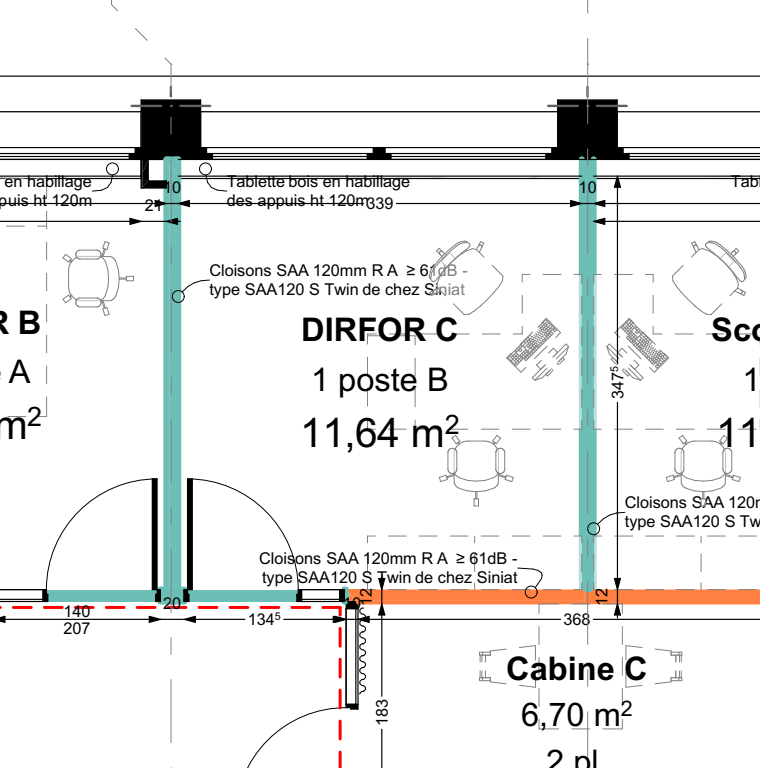 en habillage
puis ht 120m
10
Tablette bois en habillage
des appuis ht 120m
339
10
Tabl
21
Cloisons SAA 120mm R A ≥ 61dB -
type SAA120 S Twin de chez Siniat
R B
A
m²
DIRFOR C
1 poste B
11,64 m²
Sco
1
11
347⁵
Cloisons SAA 120m
type SAA120 S Tw
Cloisons SAA 120mm R A ≥ 61dB -
type SAA120 S Twin de chez Siniat
20
12
12
140
207
134⁵
368
183
Cabine C
6,70 m²
2 pl